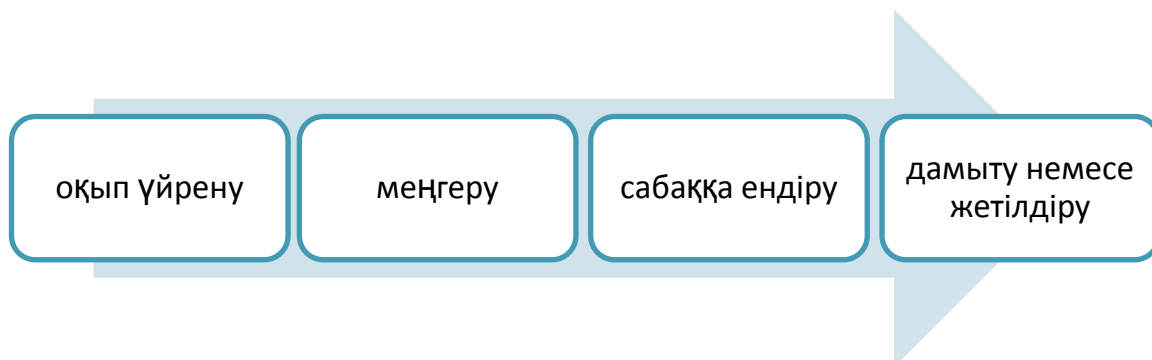 оқып үйрену
меңгеру
сабаққа ендіру
дамыту немесе
жетілдіру